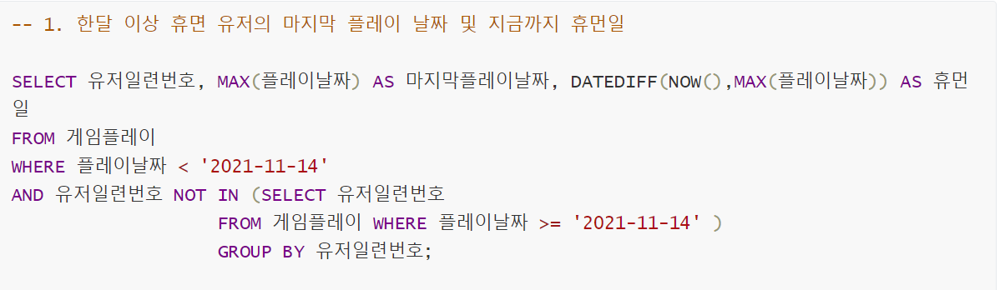 -- 1. 한달 이상 휴면 유저의 마지막 플레이 날짜 및 지금까지 휴먼일
SELECT 유저일련번호, MAX(플레이날짜) AS 마지막플레이날짜, DATEDIFF(NOW(),MAX(플레이날짜)) AS 휴먼
일
FROM 게임플레이
WHERE 플레이날짜 < '2021-11-14'
AND 유저일련번호 NOT IN (SELECT 유저일련번호
FROM 게임플레이 WHERE 플레이날짜 >= '2021-11-14' )
GROUP BY 유저일련번호;